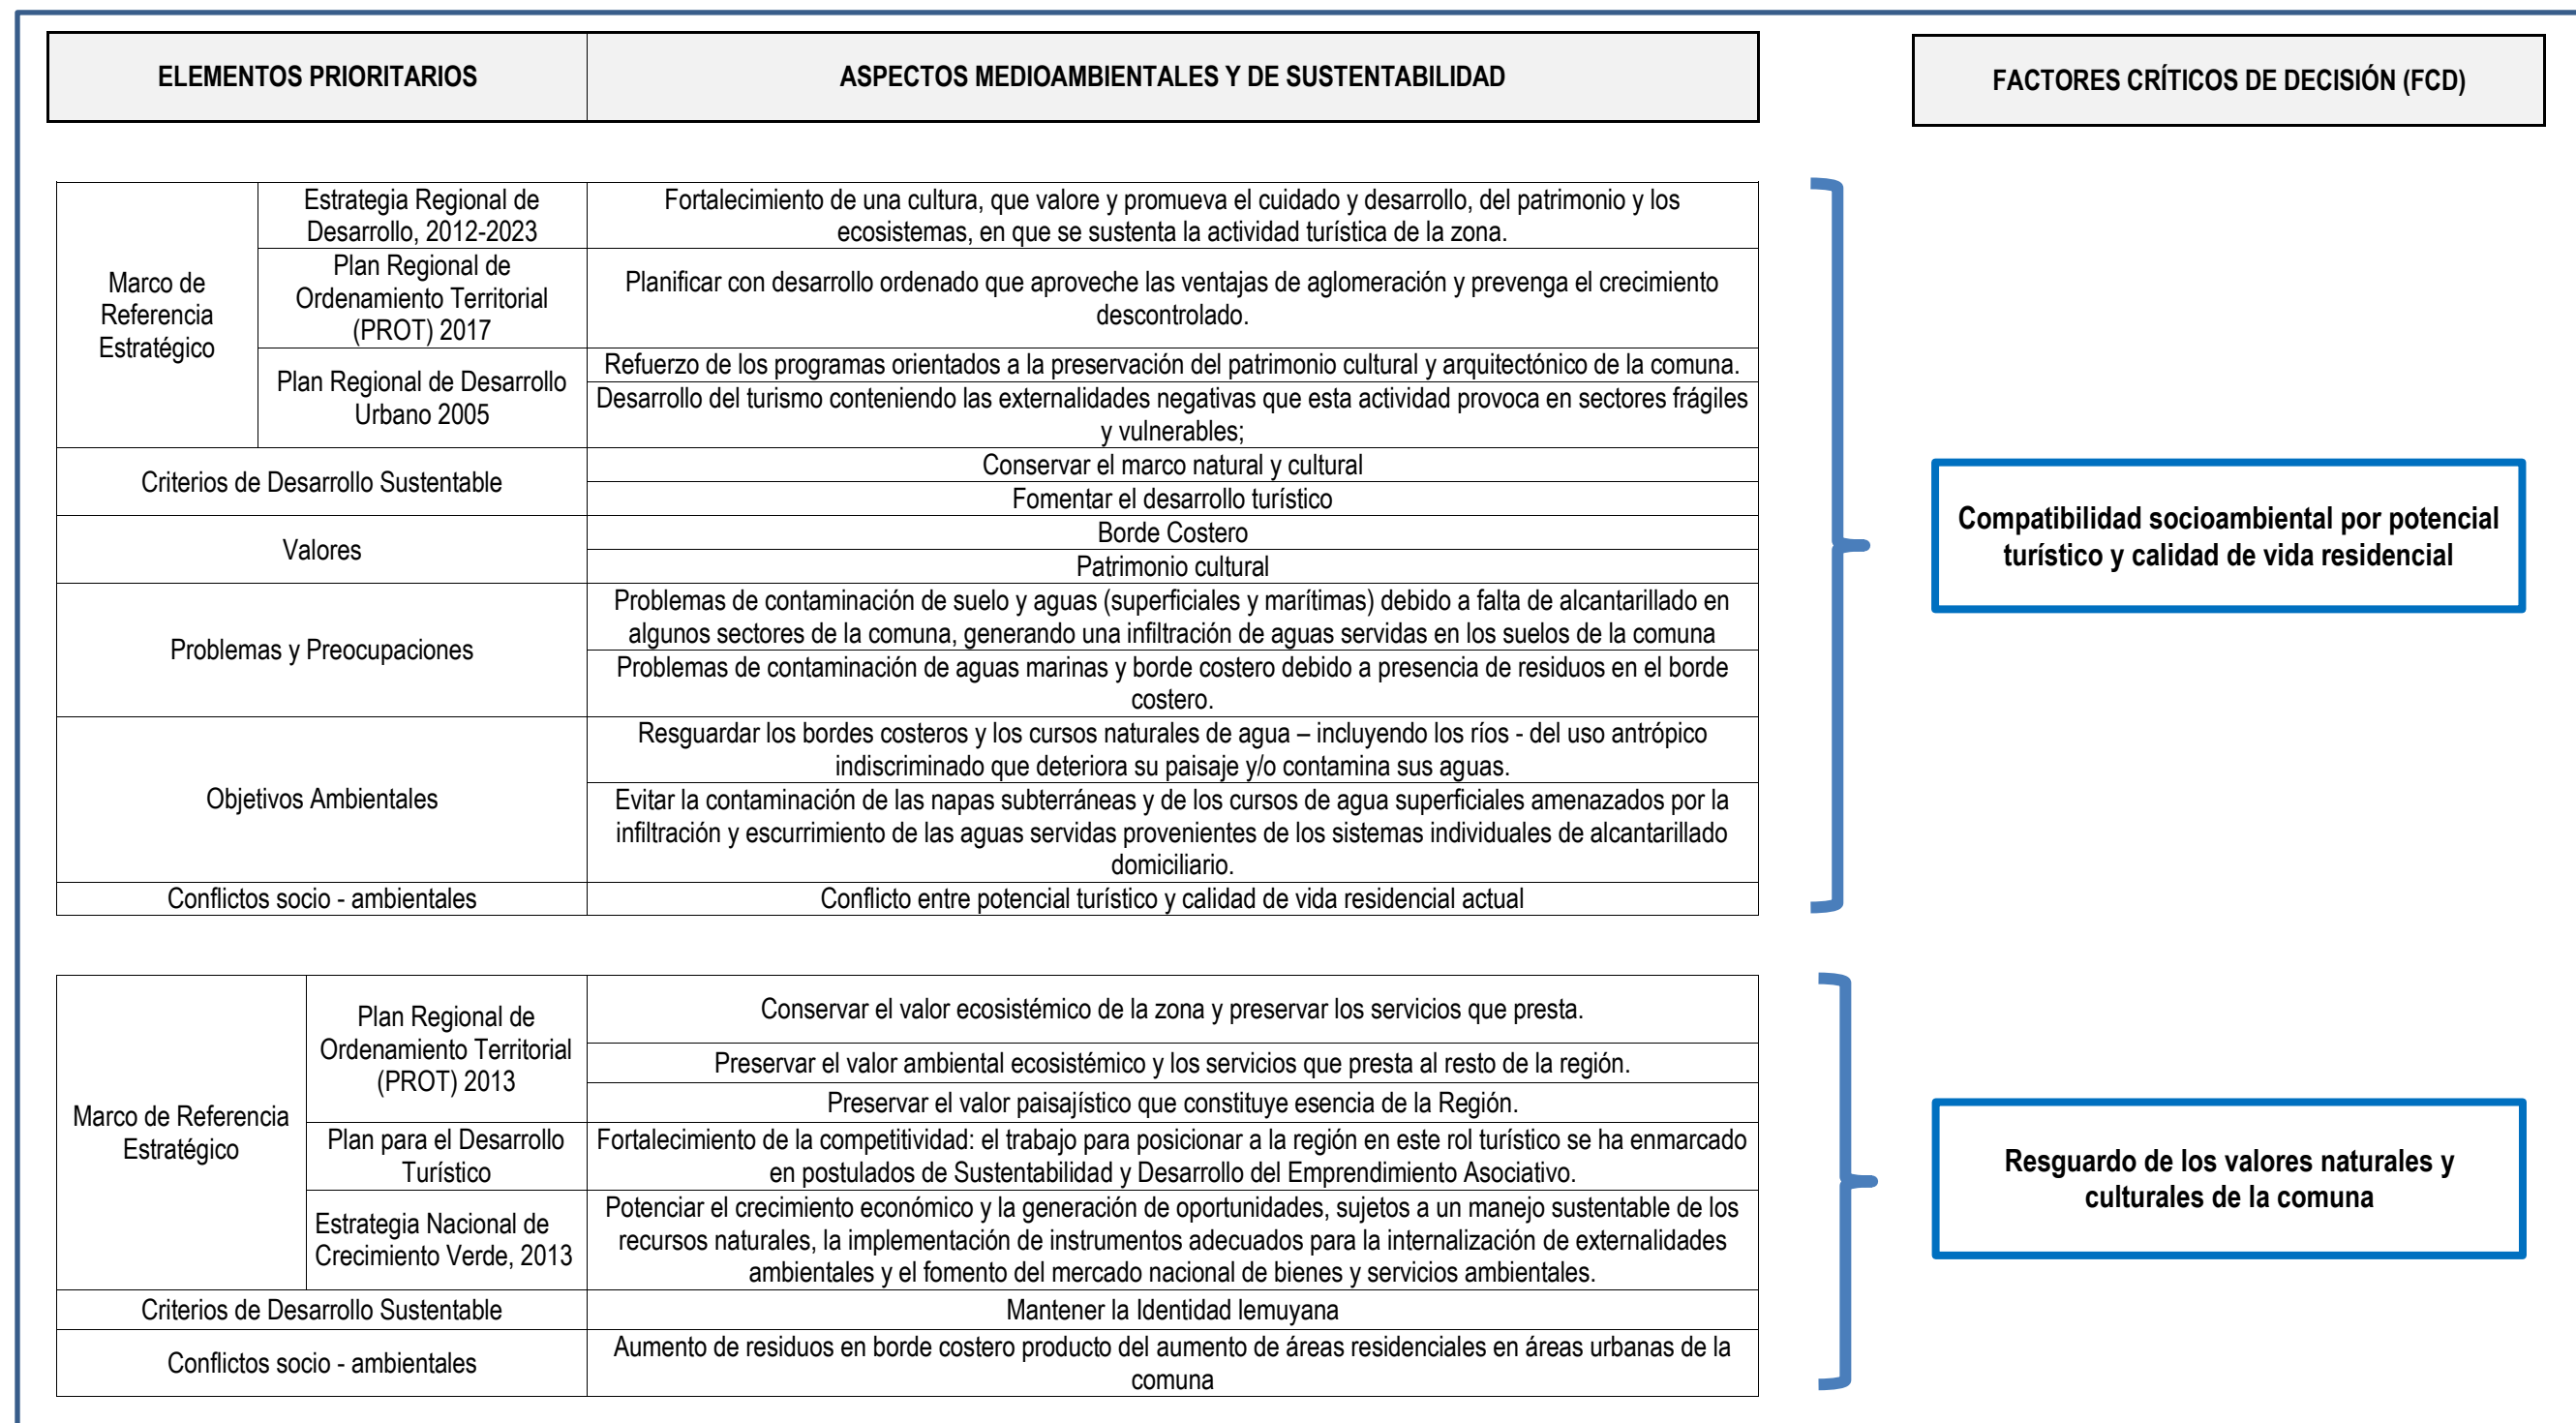 ELEMENTOS PRIORITARIOS
ASPECTOS MEDIOAMBIENTALES Y DE SUSTENTABILIDAD
FACTORES CRÍTICOS DE DECISIÓN (FCD)
Marco de
Referencia
Estratégico
Estrategia Regional de
Desarrollo, 2012-2023
Fortalecimiento de una cultura, que valore y promueva el cuidado y desarrollo, del patrimonio y los
ecosistemas, en que se sustenta la actividad turística de la zona.
Plan Regional de
Ordenamiento Territorial
(PROT) 2017
Planificar con desarrollo ordenado que aproveche las ventajas de aglomeración y prevenga el crecimiento
descontrolado.
Plan Regional de Desarrollo
Urbano 2005
Refuerzo de los programas orientados a la preservación del patrimonio cultural y arquitectónico de la comuna.
Desarrollo del turismo conteniendo las externalidades negativas que esta actividad provoca en sectores frágiles
y vulnerables;
Criterios de Desarrollo Sustentable
Conservar el marco natural y cultural
Fomentar el desarrollo turístico
Valores
Borde Costero
Patrimonio cultural
Problemas y Preocupaciones
Problemas de contaminación de suelo y aguas (superficiales y marítimas) debido a falta de alcantarillado en
algunos sectores de la comuna, generando una infiltración de aguas servidas en los suelos de la comuna
Problemas de contaminación de aguas marinas y borde costero debido a presencia de residuos en el borde
costero.
Objetivos Ambientales
Resguardar los bordes costeros y los cursos naturales de agua – incluyendo los ríos - del uso antrópico
indiscriminado que deteriora su paisaje y/o contamina sus aguas.
Evitar la contaminación de las napas subterráneas y de los cursos de agua superficiales amenazados por la
infiltración y escurrimiento de las aguas servidas provenientes de los sistemas individuales de alcantarillado
domiciliario.
Conflictos socio - ambientales
Conflicto entre potencial turístico y calidad de vida residencial actual
Compatibilidad socioambiental por potencial
turístico y calidad de vida residencial
Marco de Referencia
Estratégico
Plan Regional de
Ordenamiento Territorial
(PROT) 2013
Conservar el valor ecosistémico de la zona y preservar los servicios que presta.
Preservar el valor ambiental ecosistémico y los servicios que presta al resto de la región.
Preservar el valor paisajístico que constituye esencia de la Región.
Plan para el Desarrollo
Turístico
Fortalecimiento de la competitividad: el trabajo para posicionar a la región en este rol turístico se ha enmarcado
en postulados de Sustentabilidad y Desarrollo del Emprendimiento Asociativo.
Estrategia Nacional de
Crecimiento Verde, 2013
Potenciar el crecimiento económico y la generación de oportunidades, sujetos a un manejo sustentable de los
recursos naturales, la implementación de instrumentos adecuados para la internalización de externalidades
ambientales y el fomento del mercado nacional de bienes y servicios ambientales.
Criterios de Desarrollo Sustentable
Mantener la Identidad lemuyana
Conflictos socio - ambientales
Aumento de residuos en borde costero producto del aumento de áreas residenciales en áreas urbanas de la
comuna
Resguardo de los valores naturales y
culturales de la comuna